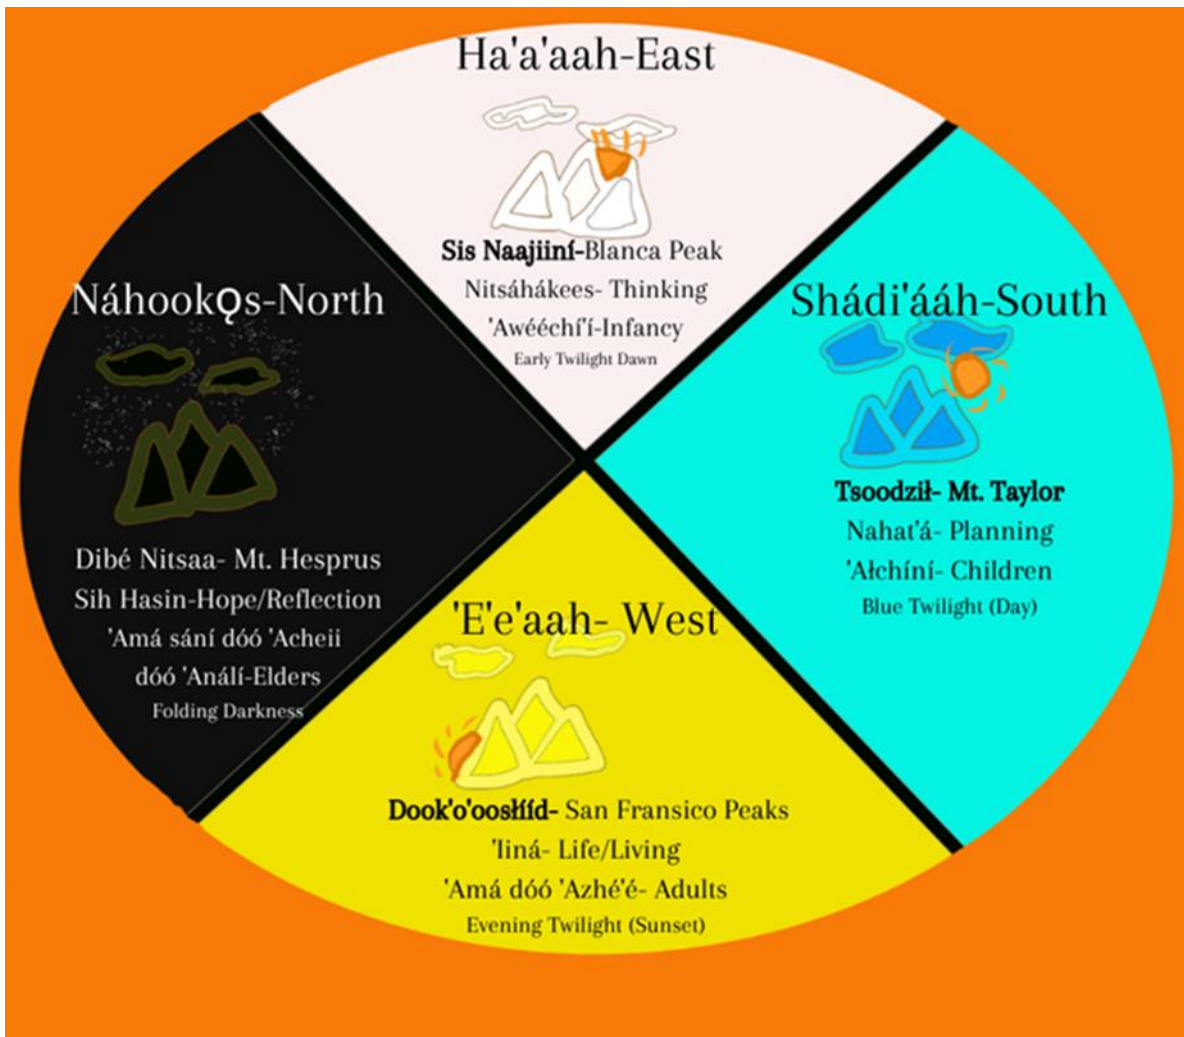 Ha'a'aah-East
Sis Naajiiní-Blanca Peak
Nitsáhákees- Thinking
'Awééchí'í-Infancy
Early Twilight Dawn
Shádi'ááh-South
Tsoodził- Mt. Taylor
Nahat'á- Planning
'Ałchíní- Children
Blue Twilight (Day)
'E'e'aah- West
Dook'o'oosłííd- San Fransico Peaks
'Iiná- Life/Living
'Amá dóó 'Azhé'é- Adults
Evening Twilight (Sunset)
Náhookǫs-North
Dibé Nitsaa- Mt. Hesprus
Sih Hasin-Hope/Reflection
'Amá sání dóó 'Acheii
dóó 'Análí-Elders
Folding Darkness